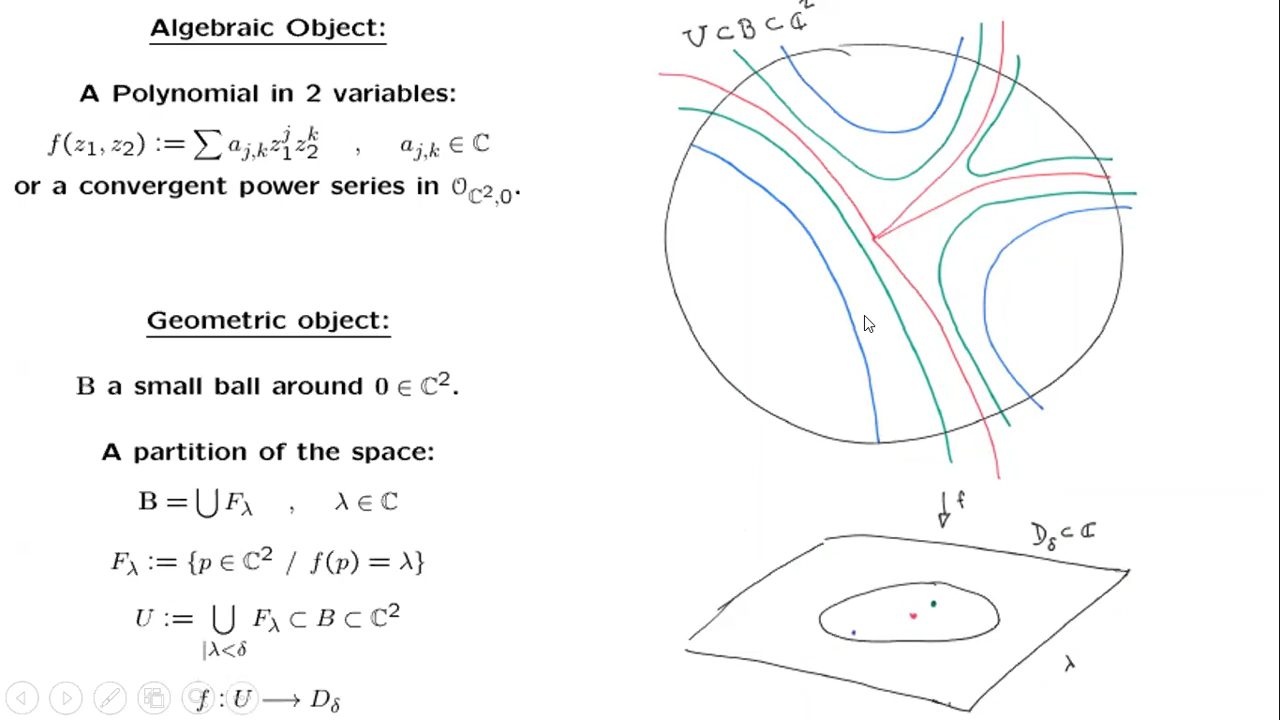 Algebraic Object:
A Polynomial in 2 variables:
f(z₁, z₂) := ∑ a_{j,k} z₁^j z₂^k , a_{j,k} ∈ ℂ
or a convergent power series in 𝒪_{ℂ²,0}.
Geometric object:
B a small ball around 0 ∈ ℂ².
A partition of the space:
B = ⋃ F_λ , λ ∈ ℂ
F_λ := {p ∈ ℂ² / f(p) = λ}
U := ⋃_{|λ<δ} F_λ ⊂ B ⊂ ℂ²
f : U ⟶ D_δ
U ⊂ B ⊂ ℂ²
↓ f
D_δ ⊂ ℂ
λ